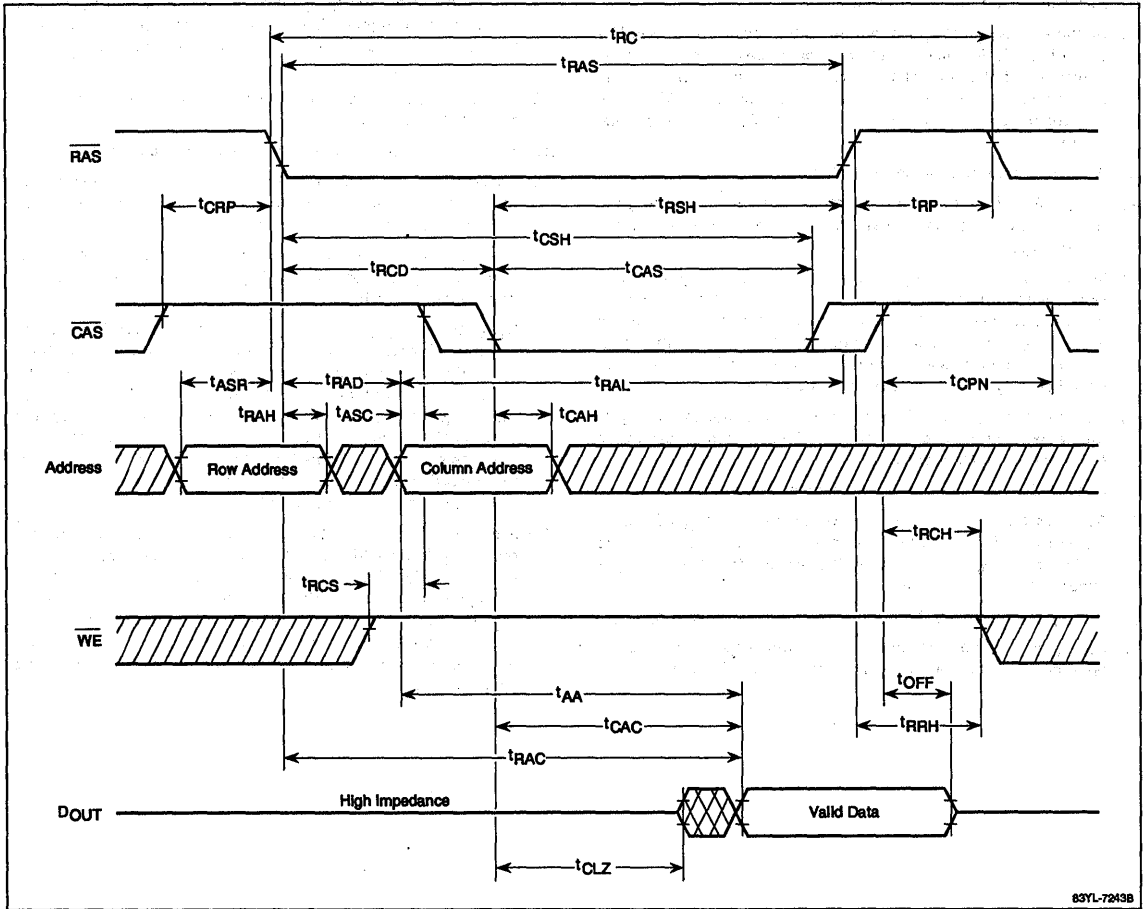 tRC
tRAS
RAS
tCRP
tRSH
tRP
tCSH
tRCD
tCAS
CAS
tASR
tRAD
tRAL
tCPN
tRAH
tASC
tCAH
Address
Row Address
Column Address
tRCH
tRCS
WE
tOFF
tAA
tCAC
tRRH
tRAC
High Impedance
DOUT
Valid Data
tCLZ
83YL-7243B